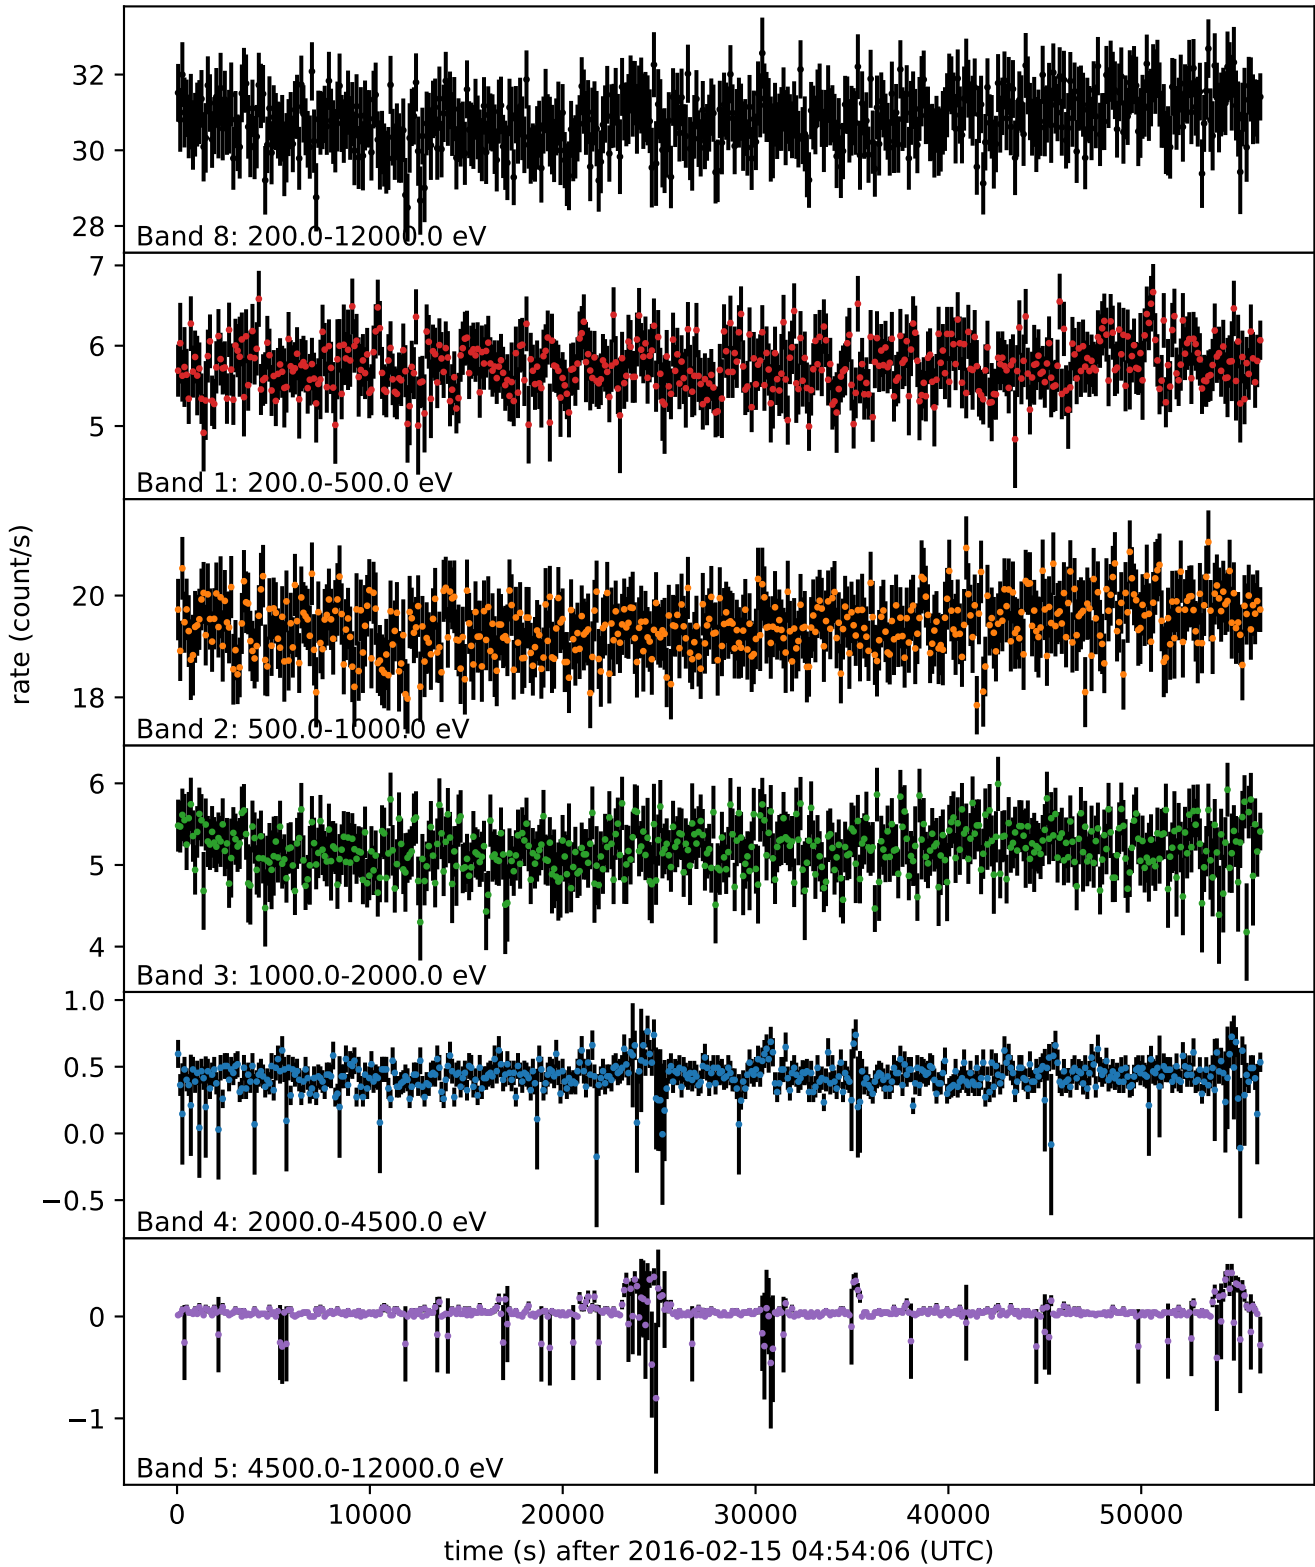 32
30
28
Band 8: 200.0-12000.0 eV
7
6
5
Band 1: 200.0-500.0 eV
rate (count/s)
20
18
Band 2: 500.0-1000.0 eV
6
5
4
Band 3: 1000.0-2000.0 eV
1.0
0.5
0.0
−0.5
Band 4: 2000.0-4500.0 eV
0
−1
Band 5: 4500.0-12000.0 eV
0 10000 20000 30000 40000 50000
time (s) after 2016-02-15 04:54:06 (UTC)